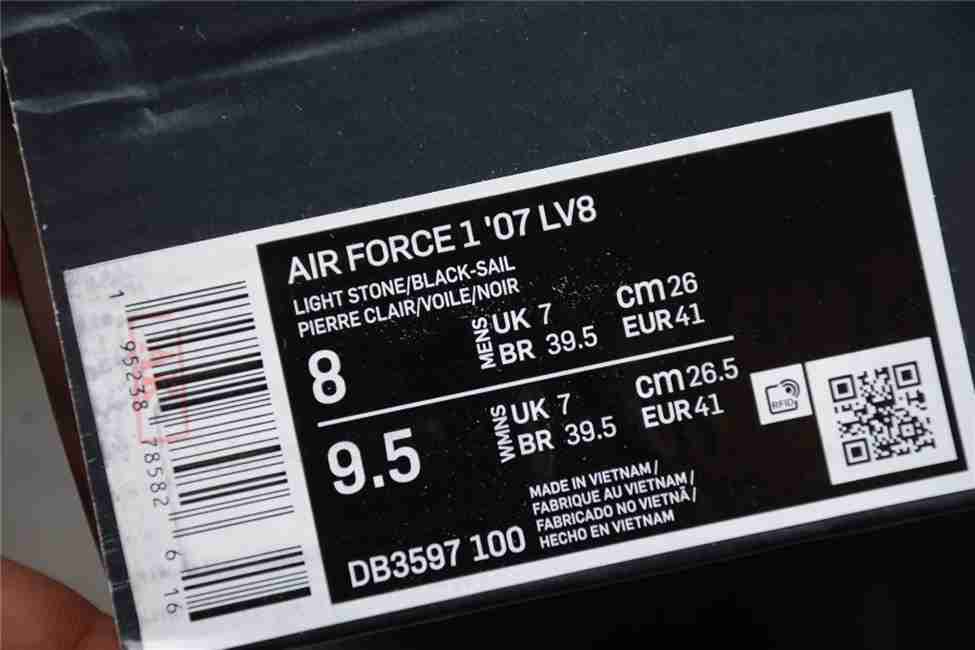 AIR FORCE 1 '07 LV8
LIGHT STONE/BLACK-SAIL
PIERRE CLAIR/VOILE/NOIR
8
MENS
UK 7
BR 39.5
cm 26
EUR 41
9.5
WMNS
UK 7
BR 39.5
cm 26.5
EUR 41
RFID
MADE IN VIETNAM /
FABRIQUE AU VIETNAM /
FABRICADO NO VIETNÃ /
HECHO EN VIETNAM
DB3597 100
1 95238 78582 6 16